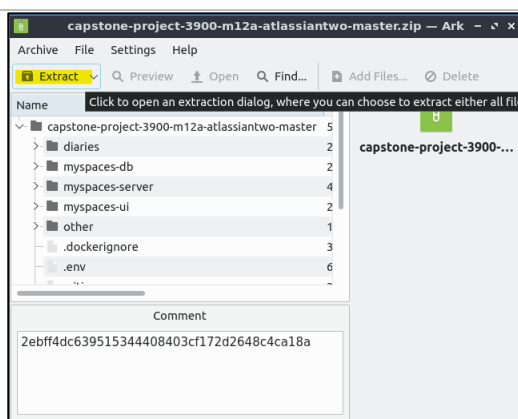 capstone-project-3900-m12a-atlassiantwo-master.zip — Ark
Archive File Settings Help
Extract Preview Open Find... Add Files... Delete
Name
Click to open an extraction dialog, where you can choose to extract either all fil
capstone-project-3900-m12a-atlassiantwo-master 5
diaries 2
myspaces-db 2
myspaces-server 4
myspaces-ui 2
other 1
.dockerignore 3
.env 6
capstone-project-3900-...
Comment
2ebff4dc639515344408403cf172d2648c4ca18a